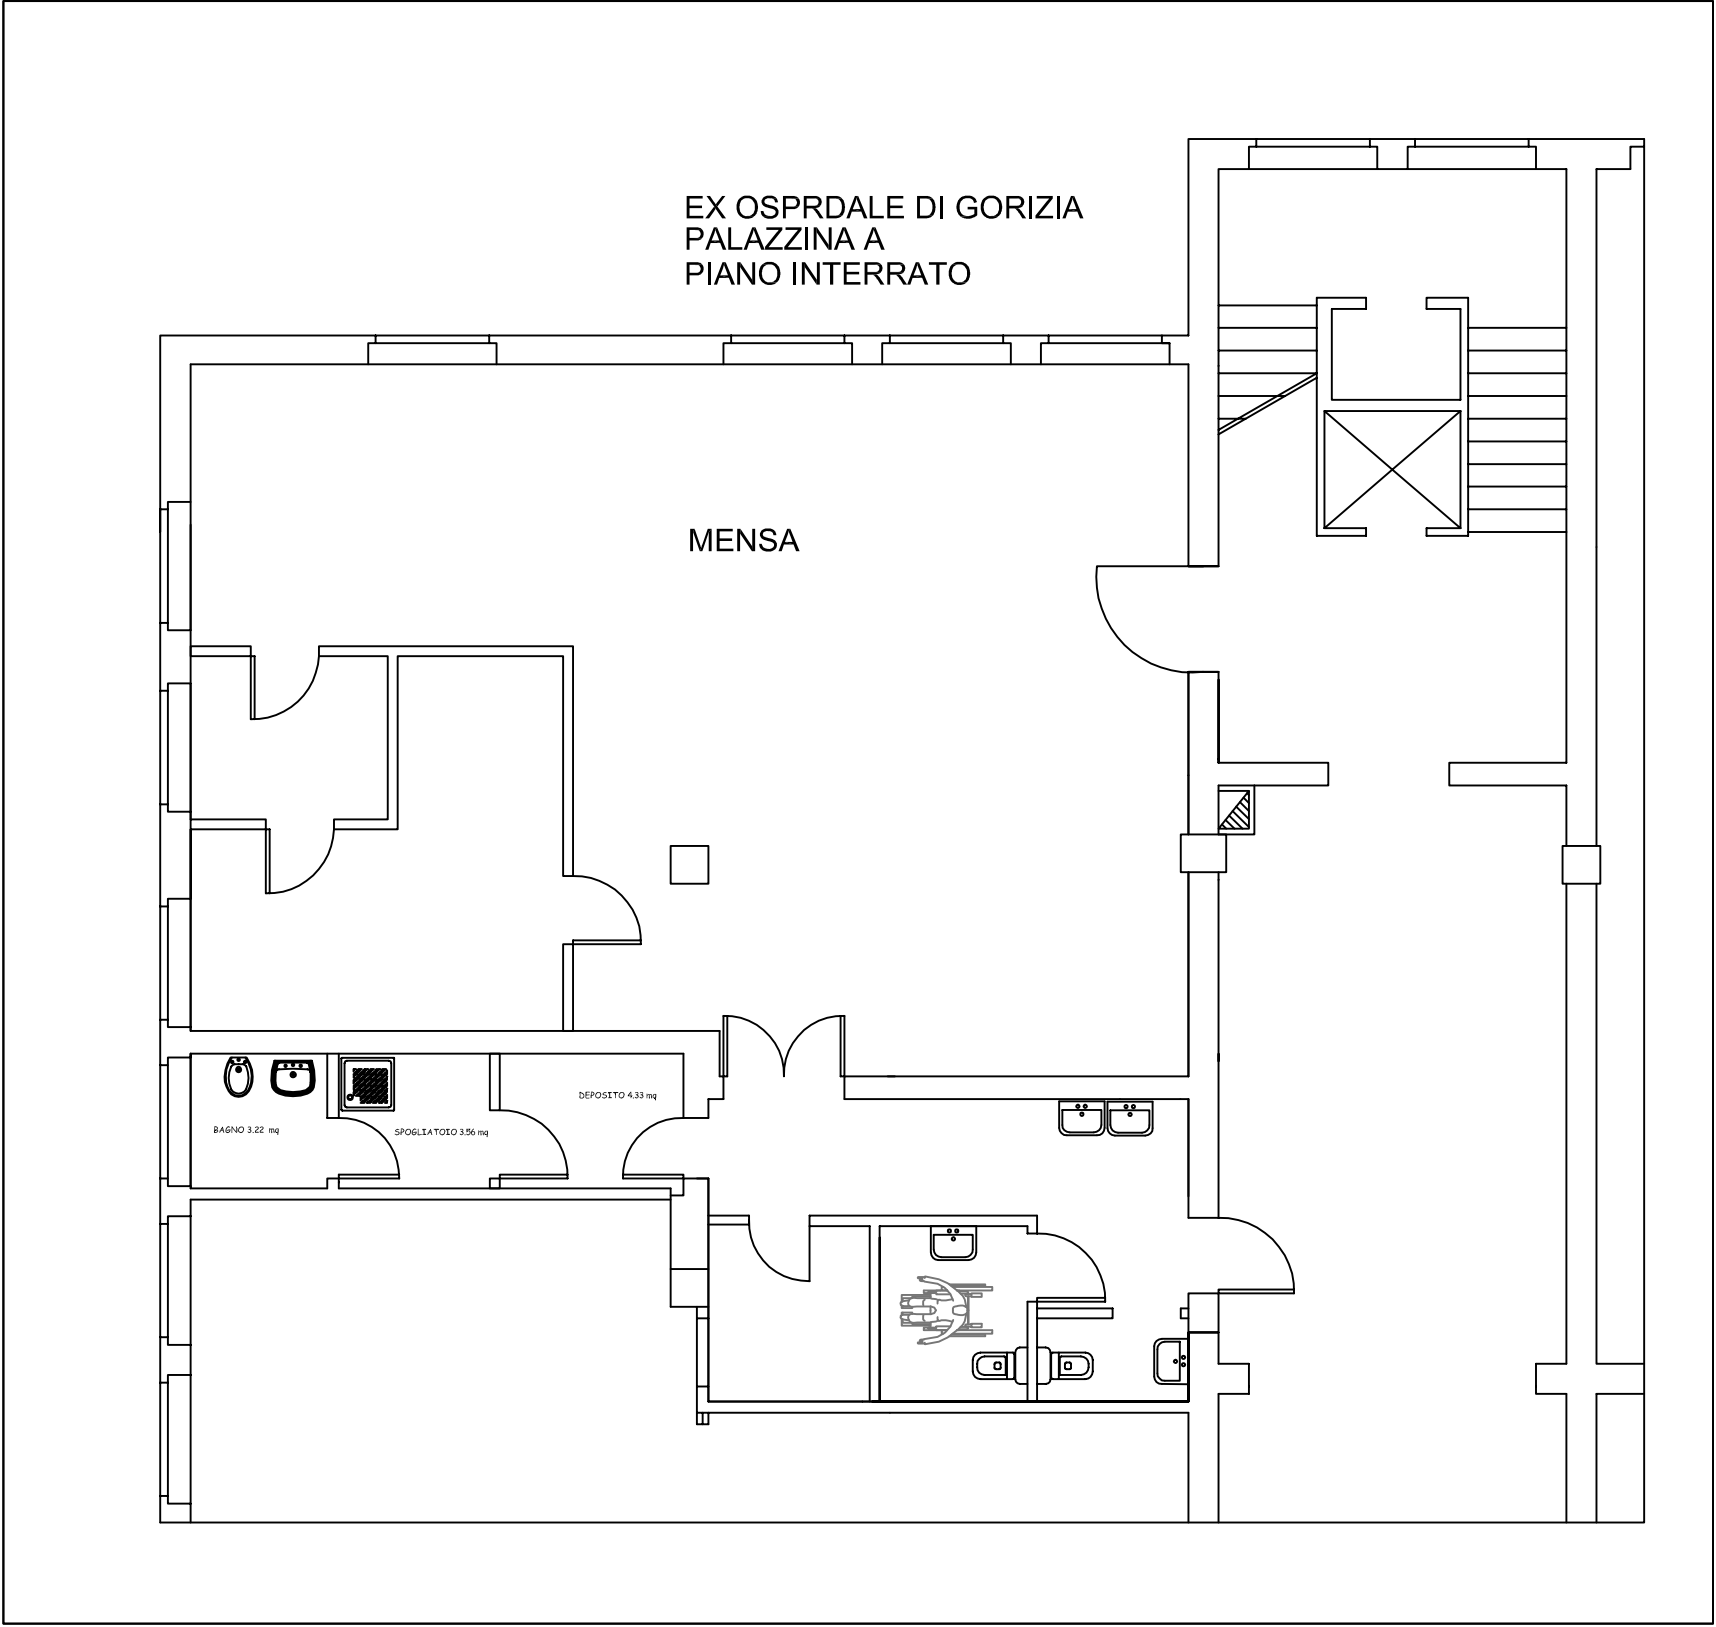 EX OSPRDALE DI GORIZIA
PALAZZINA A
PIANO INTERRATO
MENSA
DEPOSITO 4.33 mq
BAGNO 3.22 mq
SPOGLIATOIO 3.56 mq